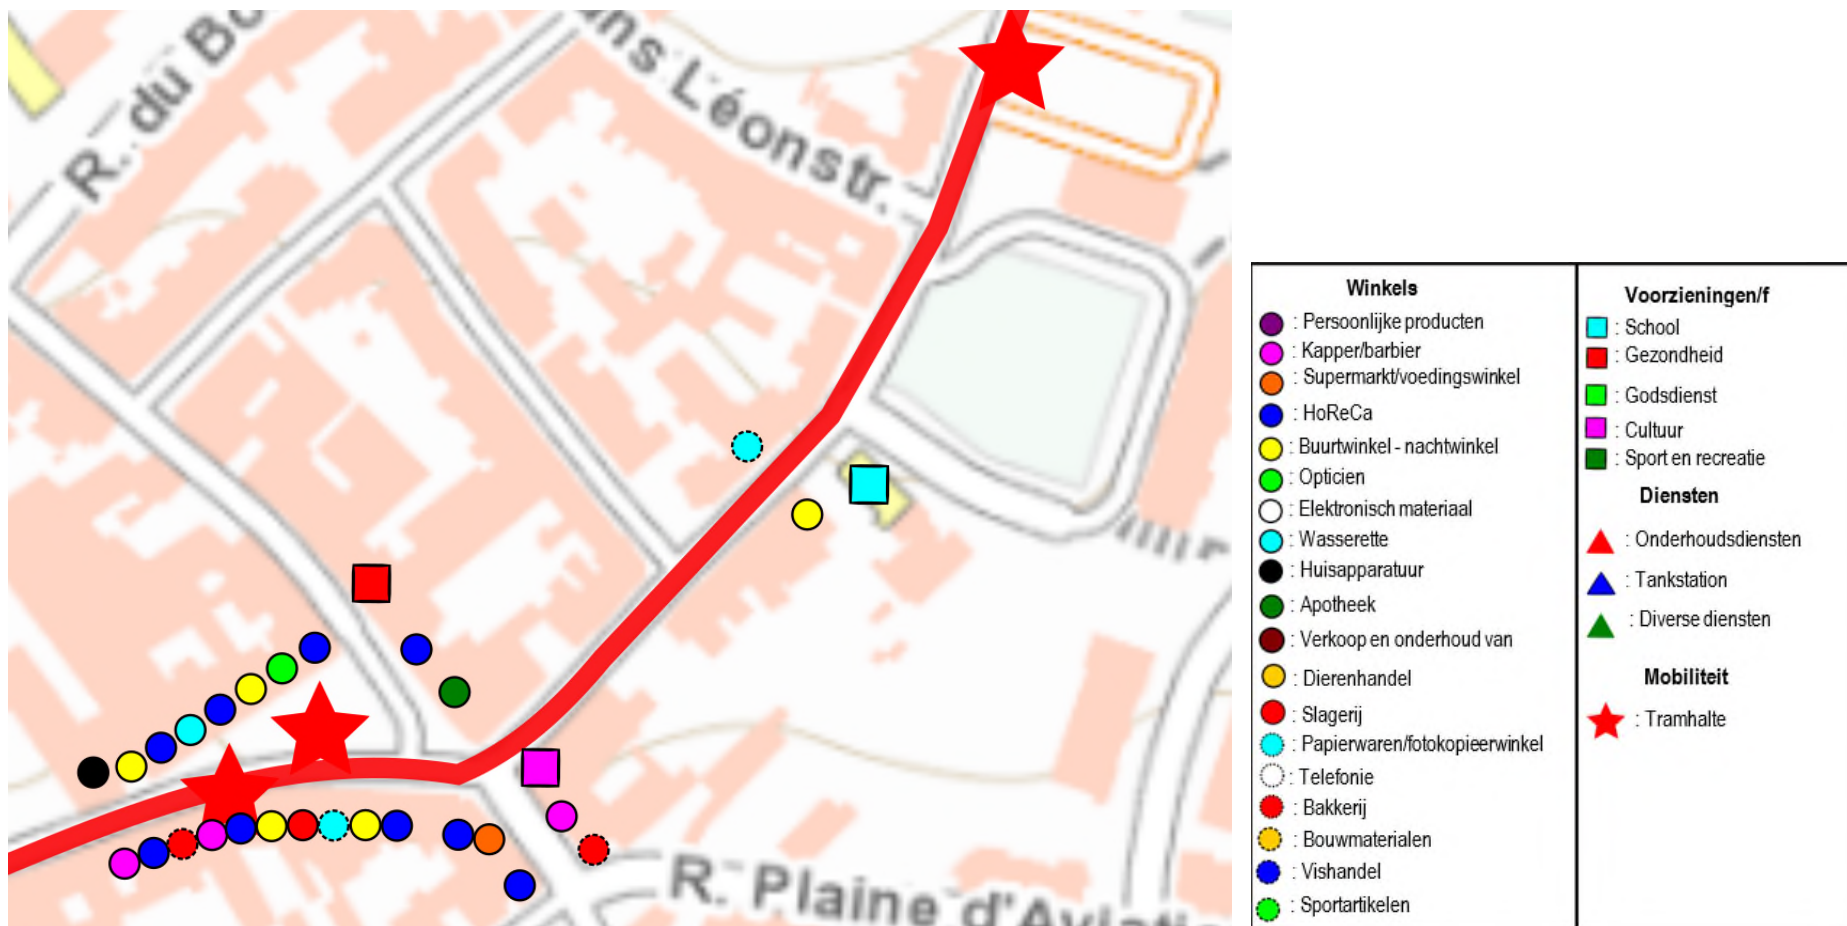 R. du Bo
ns Léonstr.
R. Plaine d'Aviati
Winkels
: Persoonlijke producten
: Kapper/barbier
: Supermarkt/voedingswinkel
: HoReCa
: Buurtwinkel - nachtwinkel
: Opticien
: Elektronisch materiaal
: Wasserette
: Huisapparatuur
: Apotheek
: Verkoop en onderhoud van
: Dierenhandel
: Slagerij
: Papierwaren/fotokopieerwinkel
: Telefonie
: Bakkerij
: Bouwmaterialen
: Vishandel
: Sportartikelen
Voorzieningen/f
: School
: Gezondheid
: Godsdienst
: Cultuur
: Sport en recreatie
Diensten
: Onderhoudsdiensten
: Tankstation
: Diverse diensten
Mobiliteit
: Tramhalte